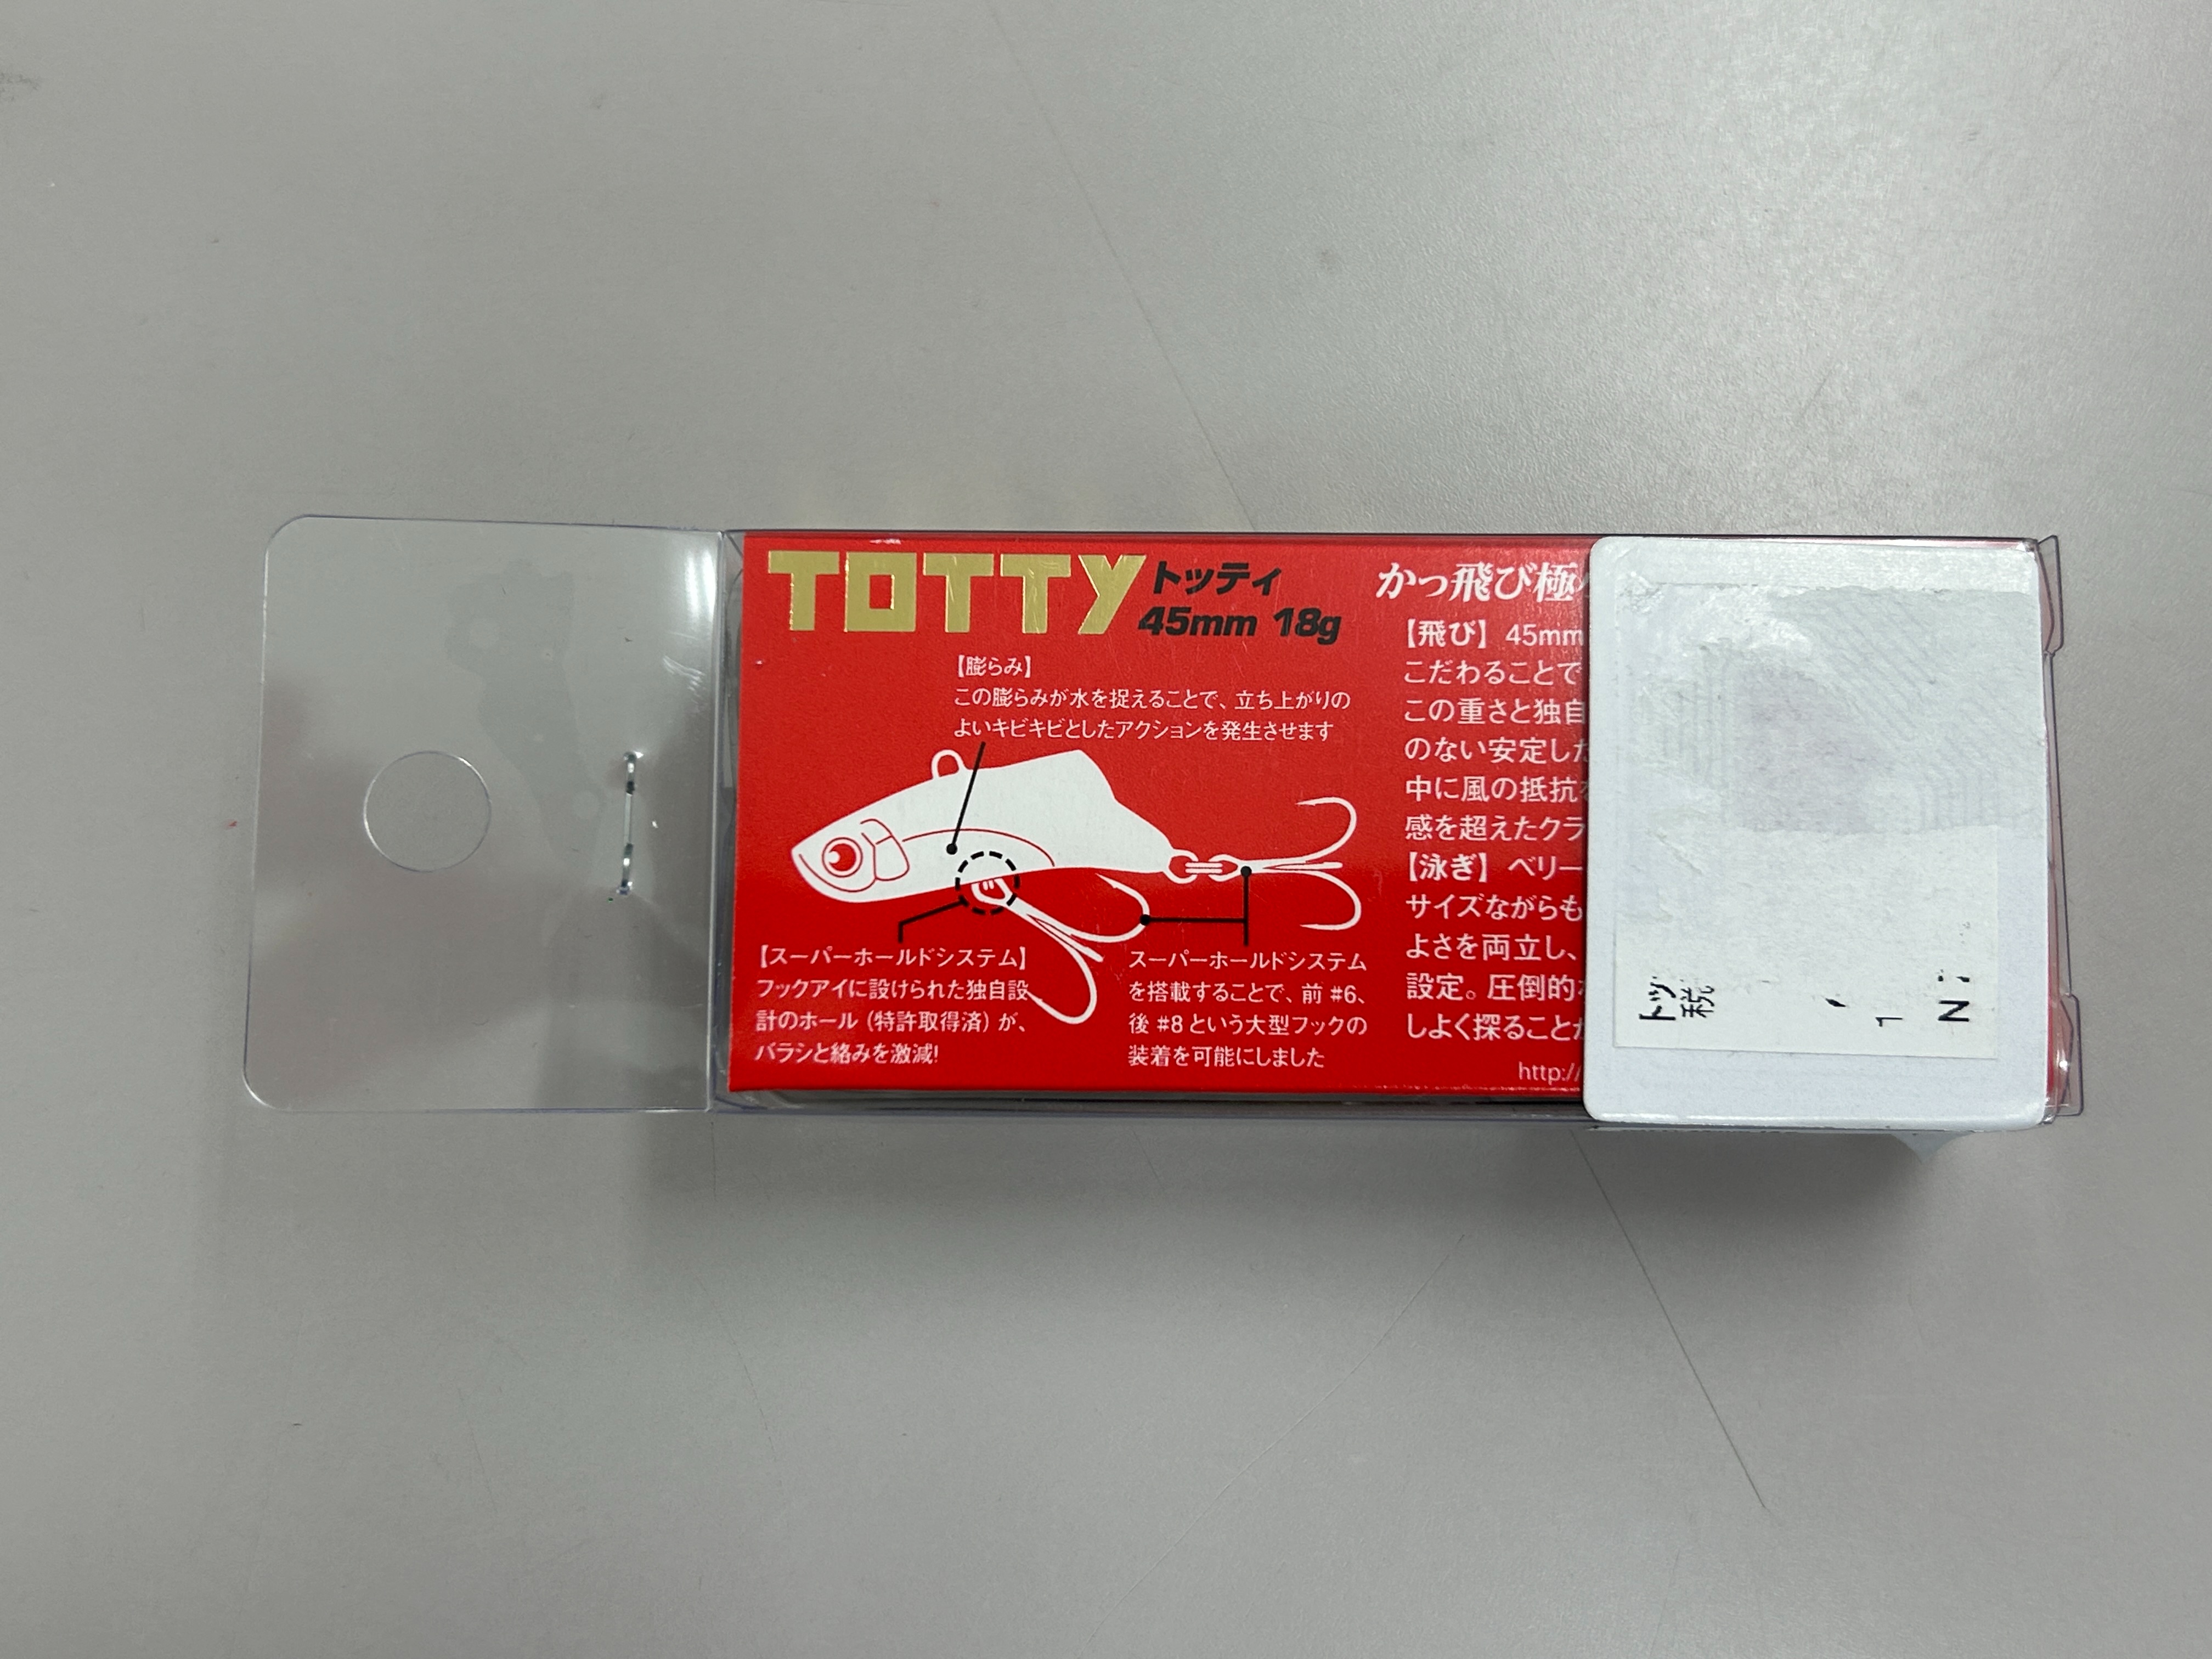 TOTTY トッティ
45mm 18g
【膨らみ】
この膨らみが水を捉えることで、立ち上がりの
よいキビキビとしたアクションを発生させます
【スーパーホールドシステム】
フックアイに設けられた独自設
計のホール（特許取得済）が、
バラシと絡みを激減!
スーパーホールドシステム
を搭載することで、前 #6、
後 #8 という大型フックの
装着を可能にしました
かっ飛び極
【飛び】45mm
こだわることで
この重さと独自
のない安定し
中に風の抵抗
感を超えたクラ
【泳ぎ】ベリー
サイズながらも
よさを両立し、
設定。圧倒的
しよく探ること
http://
トッ
税
1
N